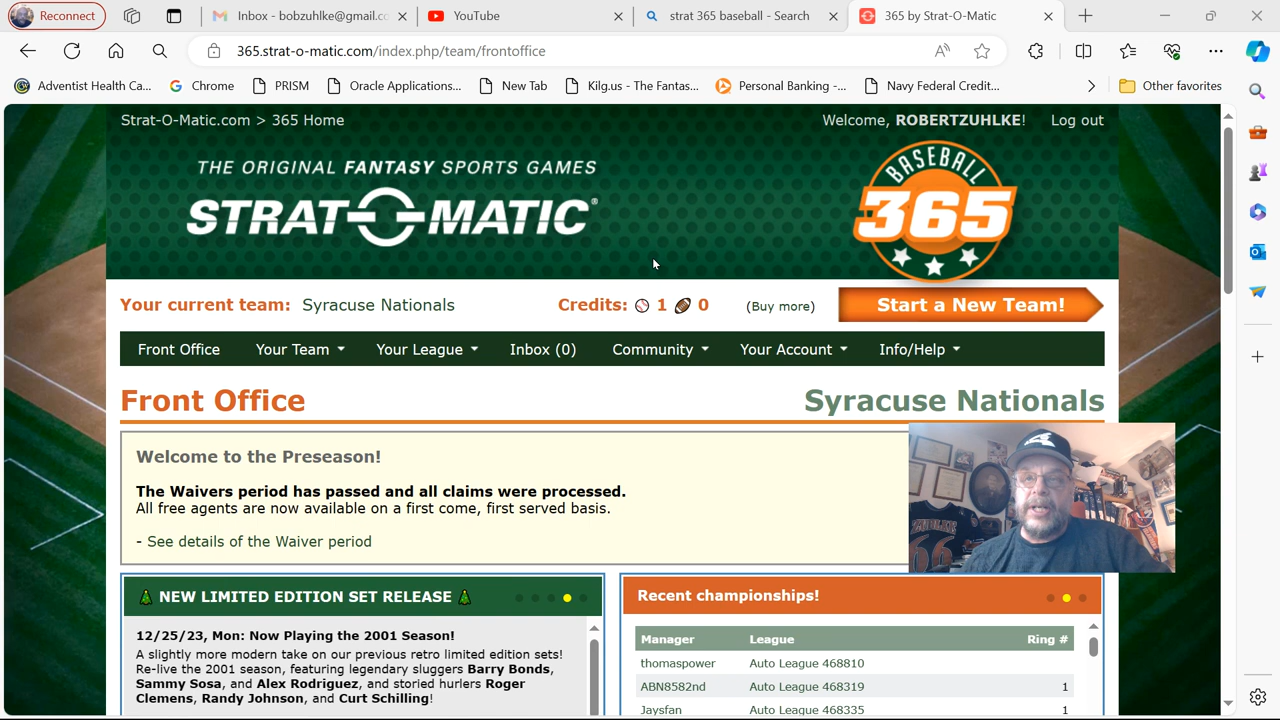 Reconnect
Inbox - bobzuhlke@gmail.co
YouTube
strat 365 baseball - Search
365 by Strat-O-Matic
365.strat-o-matic.com/index.php/team/frontoffice
Adventist Health Ca...
Chrome
PRISM
Oracle Applications...
New Tab
Kilg.us - The Fantas...
Personal Banking -...
Navy Federal Credit...
Other favorites
Strat-O-Matic.com > 365 Home
Welcome, ROBERTZUHLKE!
Log out
THE ORIGINAL FANTASY SPORTS GAMES
STRAT-O-MATIC®
BASEBALL
365
Your current team: Syracuse Nationals
Credits: 1 0 (Buy more)
Start a New Team!
Front Office
Your Team
Your League
Inbox (0)
Community
Your Account
Info/Help
Front Office
Syracuse Nationals
Welcome to the Preseason!
The Waivers period has passed and all claims were processed.
All free agents are now available on a first come, first served basis.
- See details of the Waiver period
66
NEW LIMITED EDITION SET RELEASE
12/25/23, Mon: Now Playing the 2001 Season!
A slightly more modern take on our previous retro limited edition sets!
Re-live the 2001 season, featuring legendary sluggers Barry Bonds,
Sammy Sosa, and Alex Rodriguez, and storied hurlers Roger
Clemens, Randy Johnson, and Curt Schilling!
Recent championships!
Manager League Ring #
thomaspower Auto League 468810
ABN8582nd Auto League 468319 1
Jaysfan Auto League 468335 1